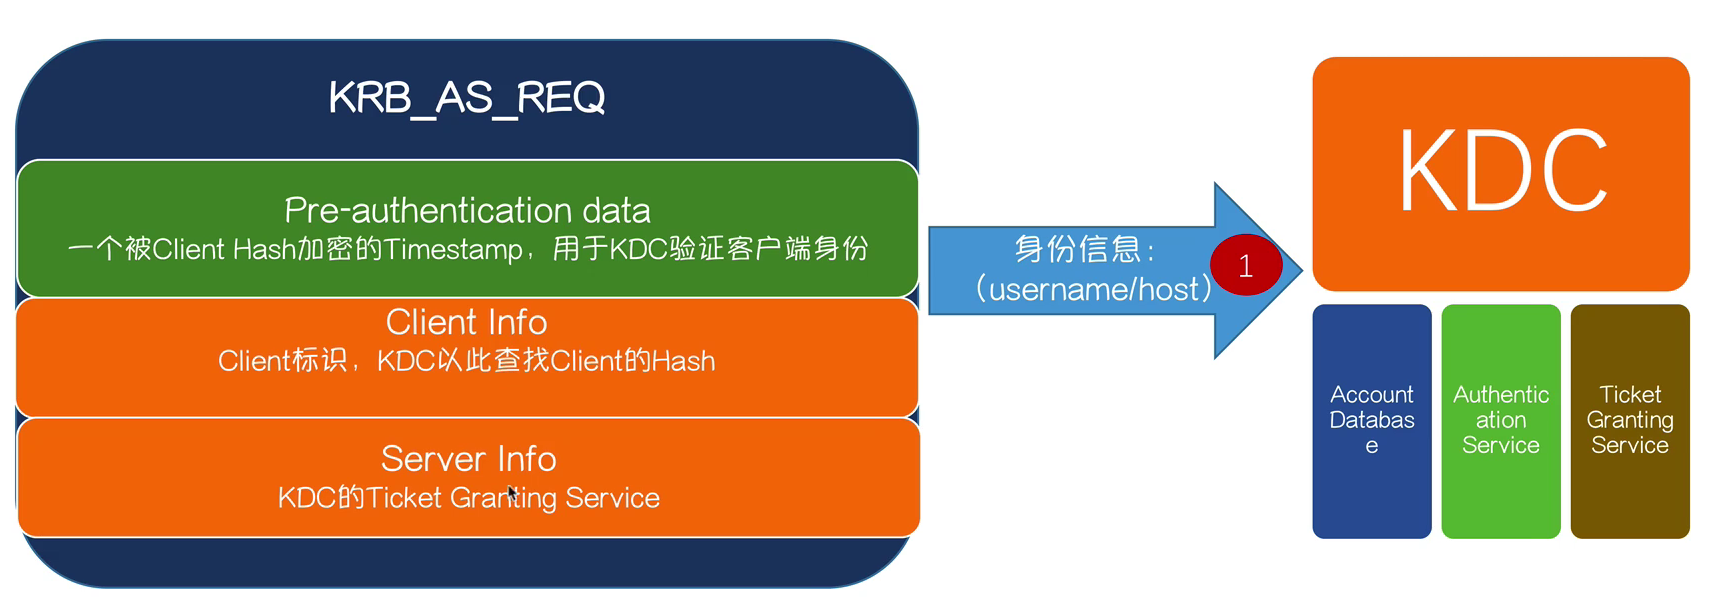 KRB_AS_REQ
Pre-authentication data
一个被Client Hash加密的Timestamp，用于KDC验证客户端身份
Client Info
Client标识，KDC以此查找Client的Hash
Server Info
KDC的Ticket Granting Service
身份信息：
（username/host）
1
KDC
Account
Databas
e
Authentic
ation
Service
Ticket
Granting
Service